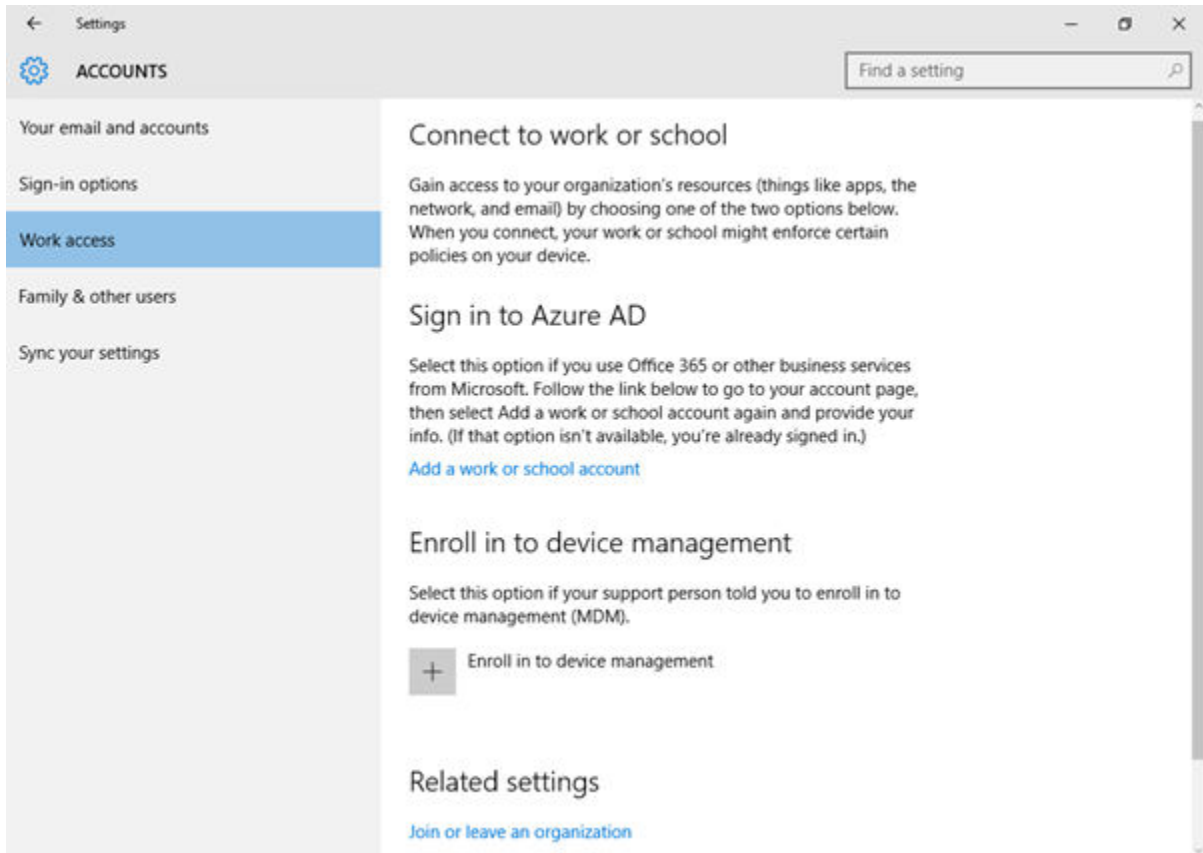 Settings
ACCOUNTS
Find a setting
Your email and accounts
Sign-in options
Work access
Family & other users
Sync your settings
Connect to work or school
Gain access to your organization's resources (things like apps, the
network, and email) by choosing one of the two options below.
When you connect, your work or school might enforce certain
policies on your device.
Sign in to Azure AD
Select this option if you use Office 365 or other business services
from Microsoft. Follow the link below to go to your account page,
then select Add a work or school account again and provide your
info. (If that option isn't available, you're already signed in.)
Add a work or school account
Enroll in to device management
Select this option if your support person told you to enroll in to
device management (MDM).
Enroll in to device management
Related settings
Join or leave an organization